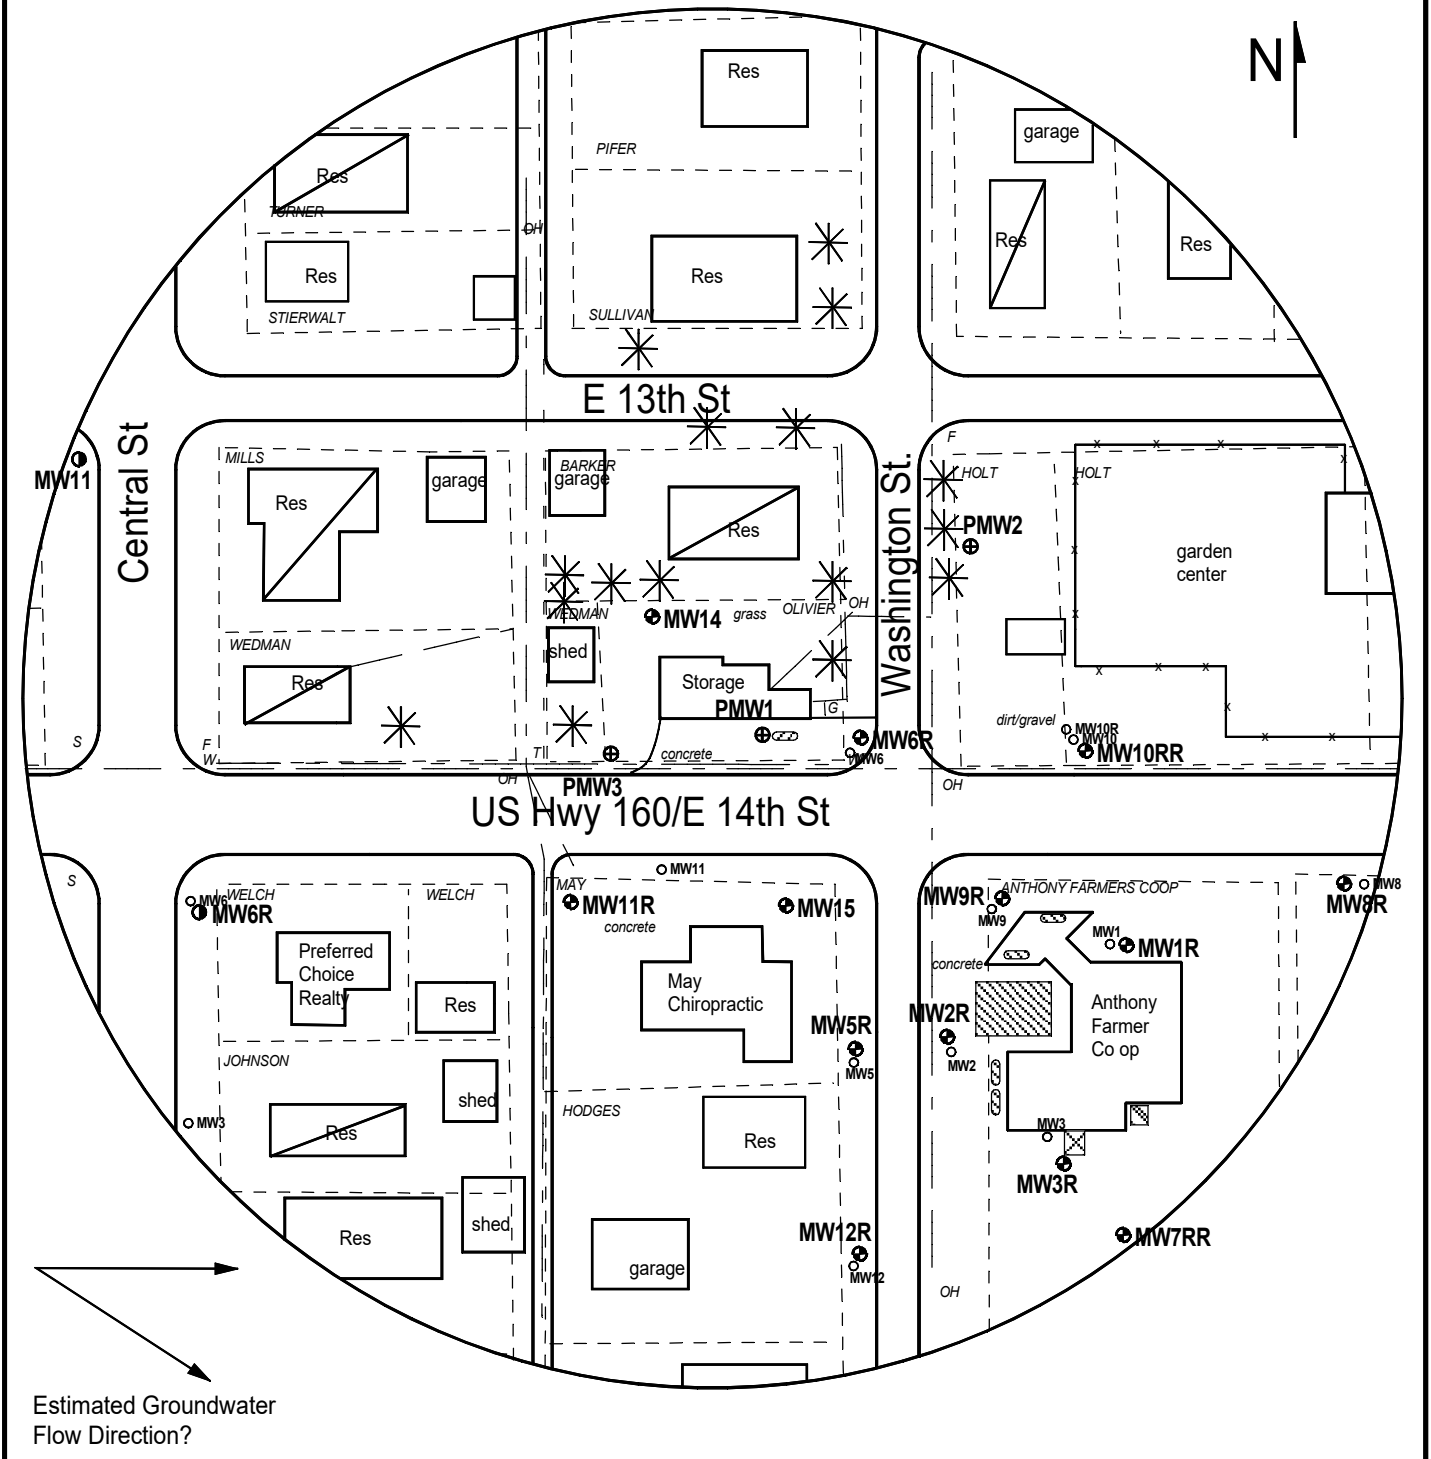 N
Res
garage
PIFER
Res
TURNER
OH
Res
Res
Res
Res
STIERWALT
SULLIVAN
E 13th St
Central St
Washington St.
MW11
MILLS
Res
garage
BARKER
garage
Res
F
HOLT
HOLT
PMW2
garden
center
WEDMAN
MW14
grass
OLIVIER
OH
WEDMAN
shed
Res
Storage
PMW1
G
dirt/gravel
MW10R
MW10
MW10RR
S
F
W
T
PMW3
concrete
MW6R
MW6
OH
OH
US Hwy 160/E 14th St
S
MW6
WELCH
MW6R
WELCH
MAY
MW11
MW11R
concrete
MW15
MW9R
MW9
ANTHONY FARMERS COOP
MW8
MW8R
MW1
MW1R
concrete
Preferred
Choice
Realty
Res
May
Chiropractic
MW5R
MW5
MW2R
MW2
Anthony
Farmer
Co op
JOHNSON
shed
HODGES
MW3
Res
Res
MW3
MW3R
Res
shed
garage
MW12R
MW12
MW7RR
OH
Estimated Groundwater
Flow Direction?